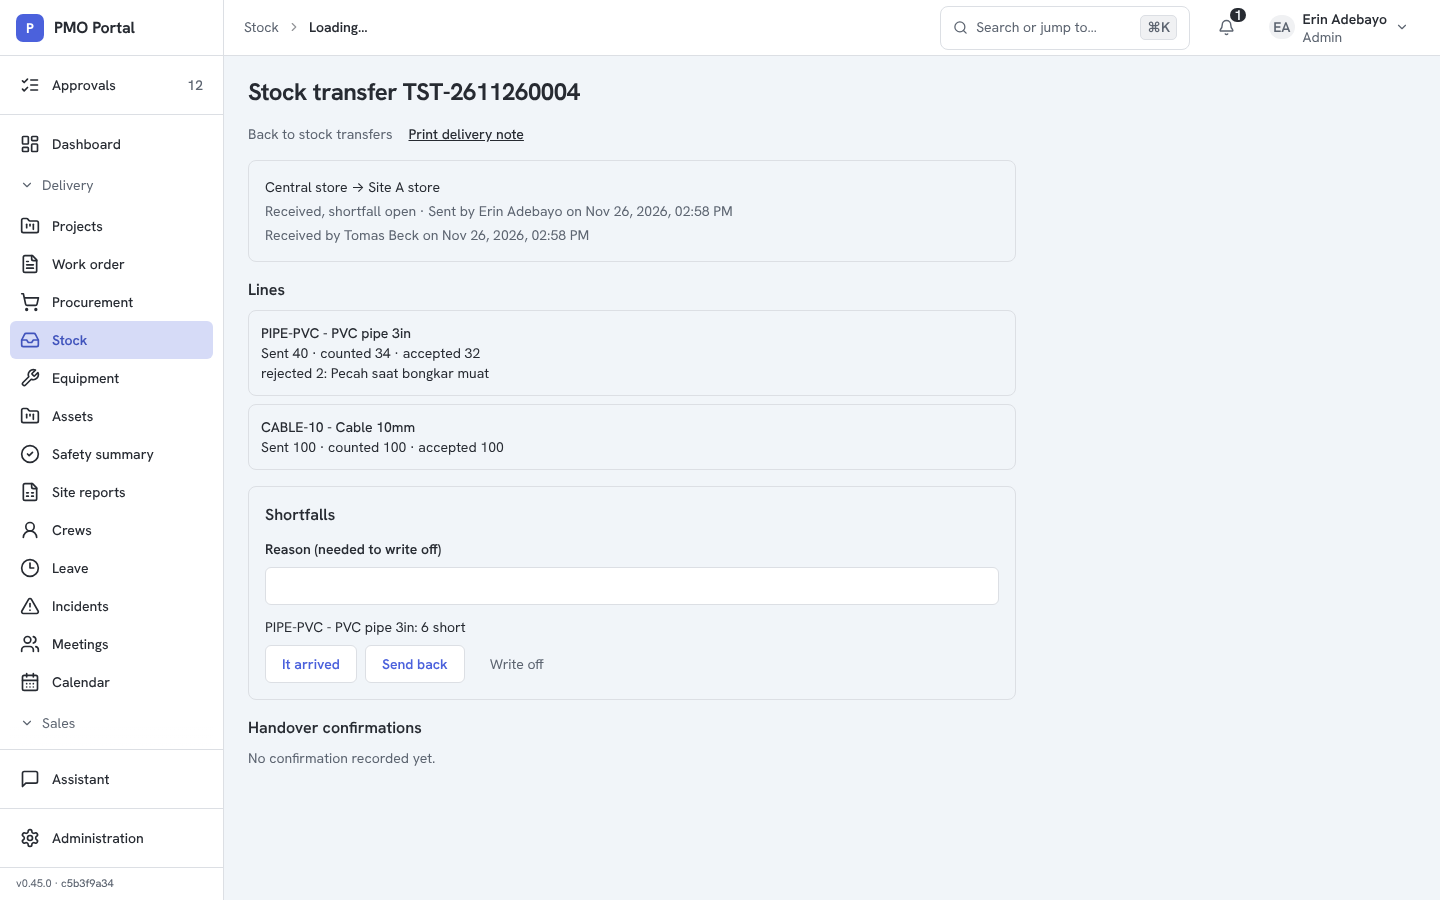 P PMO Portal
Stock > Loading...
Search or jump to... ⌘K
1
EA Erin Adebayo
Admin
Approvals 12
Dashboard
Delivery
Projects
Work order
Procurement
Stock
Equipment
Assets
Safety summary
Site reports
Crews
Leave
Incidents
Meetings
Calendar
Sales
Assistant
Administration
v0.45.0 · c5b3f9a34
Stock transfer TST-2611260004
Back to stock transfers Print delivery note
Central store → Site A store
Received, shortfall open · Sent by Erin Adebayo on Nov 26, 2026, 02:58 PM
Received by Tomas Beck on Nov 26, 2026, 02:58 PM
Lines
PIPE-PVC - PVC pipe 3in
Sent 40 · counted 34 · accepted 32
rejected 2: Pecah saat bongkar muat
CABLE-10 - Cable 10mm
Sent 100 · counted 100 · accepted 100
Shortfalls
Reason (needed to write off)
PIPE-PVC - PVC pipe 3in: 6 short
It arrived Send back Write off
Handover confirmations
No confirmation recorded yet.